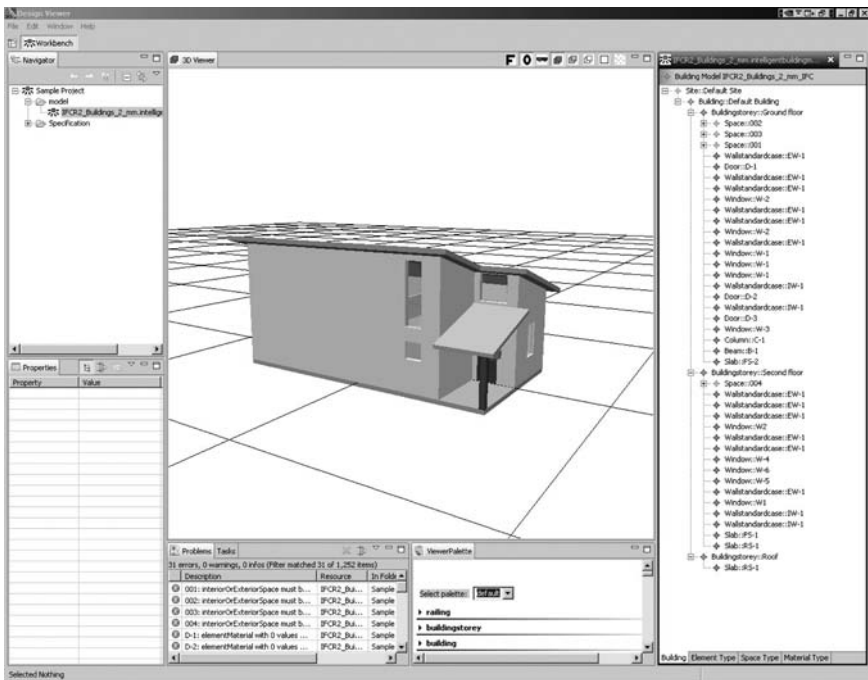 Design Viewer
File Edit Window Help
Workbench
Navigator
Sample Project
model
IFCR2_Buildings_2_mm.intellige
Specification
Properties
Property Value
3D Viewer
F O
Problems Tasks
31 errors, 0 warnings, 0 infos (Filter matched 31 of 1,252 items)
Description Resource In Folde
001: interiorOrExteriorSpace must b... IFCR2_Bui... Sample
002: interiorOrExteriorSpace must b... IFCR2_Bui... Sample
003: interiorOrExteriorSpace must b... IFCR2_Bui... Sample
004: interiorOrExteriorSpace must b... IFCR2_Bui... Sample
D-1: elementMaterial with 0 values ... IFCR2_Bui... Sample
D-2: elementMaterial with 0 values ... IFCR2_Bui... Sample
ViewerPalette
Select palette: default
railing
buildingstorey
building
IFCR2_Buildings_2_mm.intelligentbuildingm...
Building Model IFCR2_Buildings_2_mm_IFC
Site::Default Site
Building::Default Building
Buildingstorey::Ground floor
Space::002
Space::003
Space::001
Wallstandardcase::EW-1
Door::D-1
Wallstandardcase::EW-1
Wallstandardcase::EW-1
Window::W-2
Wallstandardcase::EW-1
Wallstandardcase::EW-1
Window::W-2
Wallstandardcase::EW-1
Window::W-1
Window::W-1
Window::W-1
Wallstandardcase::IW-1
Door::D-2
Wallstandardcase::IW-1
Door::D-3
Window::W-3
Column::C-1
Beam::B-1
Slab::FS-2
Buildingstorey::Second floor
Space::004
Wallstandardcase::EW-1
Wallstandardcase::EW-1
Wallstandardcase::EW-1
Window::W2
Wallstandardcase::EW-1
Wallstandardcase::EW-1
Window::W-4
Window::W-6
Window::W-5
Wallstandardcase::EW-1
Window::W1
Wallstandardcase::IW-1
Wallstandardcase::IW-1
Slab::FS-1
Slab::RS-1
Buildingstorey::Roof
Slab::RS-1
Building Element Type Space Type Material Type
Selected Nothing